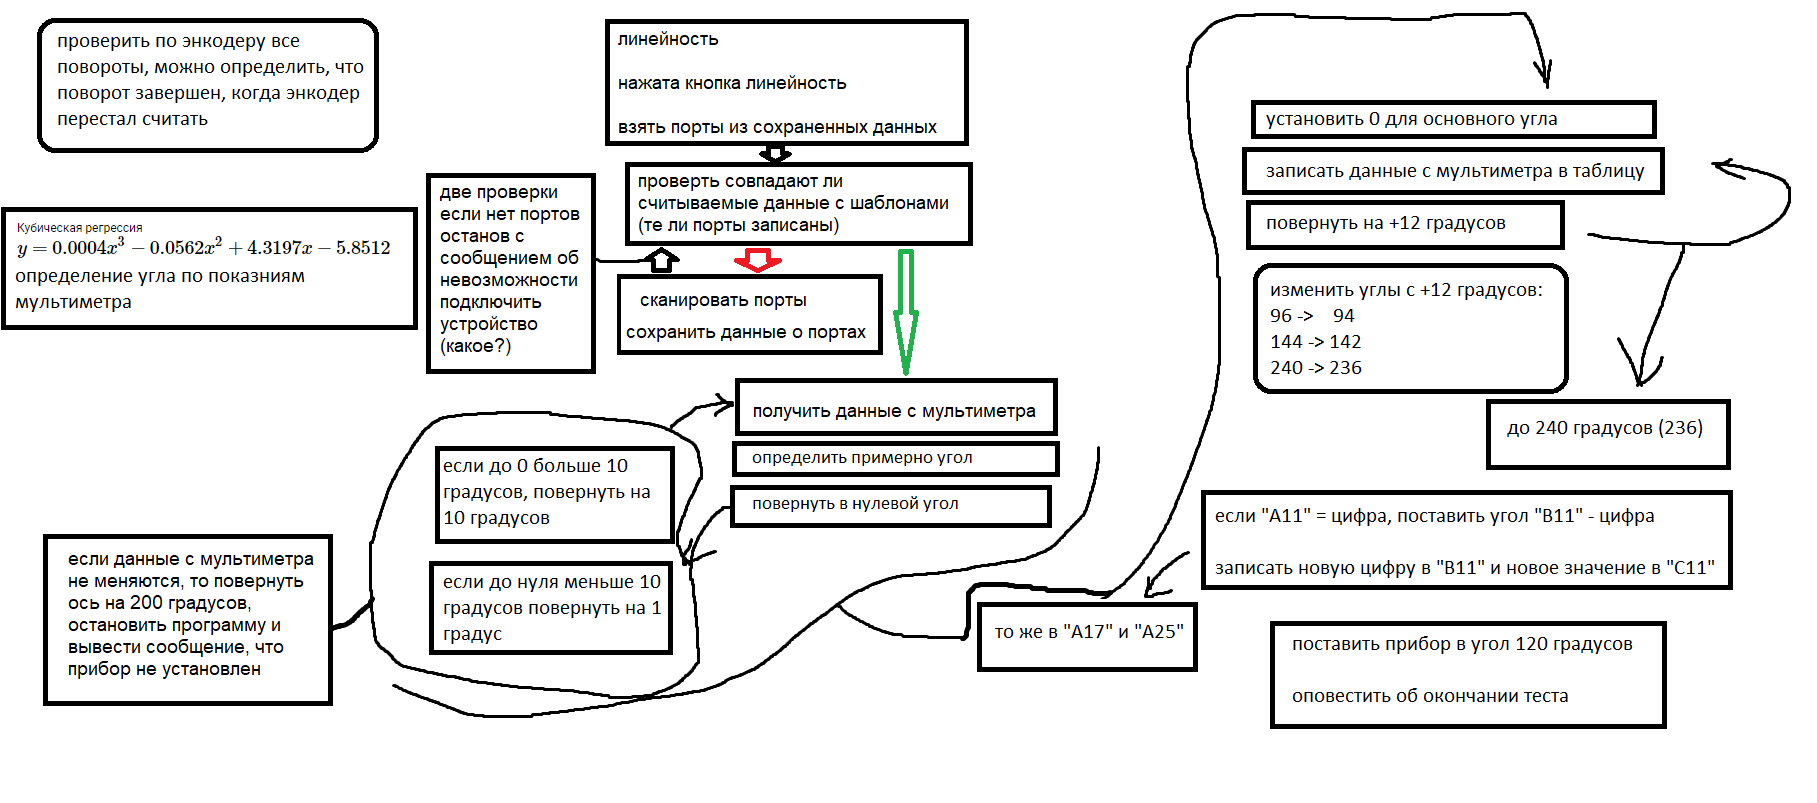 проверить по энкодеру все
повороты, можно определить, что
поворот завершен, когда энкодер
перестал считать
Кубическая регрессия
y = 0.0004x³ − 0.0562x² + 4.3197x − 5.8512
определение угла по показниям
мультиметра
линейность
нажата кнопка линейность
взять порты из сохраненных данных
проверть совпадают ли
считываемые данные с шаблонами
(те ли порты записаны)
две проверки
если нет портов
останов с
сообщением об
невозможности
подключить
устройство
(какое?)
сканировать порты
сохранить данные о портах
получить данные с мультиметра
определить примерно угол
повернуть в нулевой угол
если до 0 больше 10
градусов, повернуть на
10 градусов
если до нуля меньше 10
градусов повернуть на 1
градус
если данные с мультиметра
не меняются, то повернуть
ось на 200 градусов,
остановить программу и
вывести сообщение, что
прибор не установлен
установить 0 для основного угла
записать данные с мультиметра в таблицу
повернуть на +12 градусов
изменить углы с +12 градусов:
96 -> 94
144 -> 142
240 -> 236
до 240 градусов (236)
если "A11" = цифра, поставить угол "B11" - цифра
записать новую цифру в "B11" и новое значение в "C11"
то же в "A17" и "A25"
поставить прибор в угол 120 градусов
оповестить об окончании теста